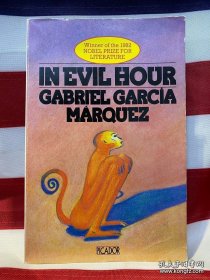 Winner of the 1982
NOBEL PRIZE FOR
LITERATURE
IN EVIL HOUR
GABRIEL GARCÍA
MÁRQUEZ
PICADOR